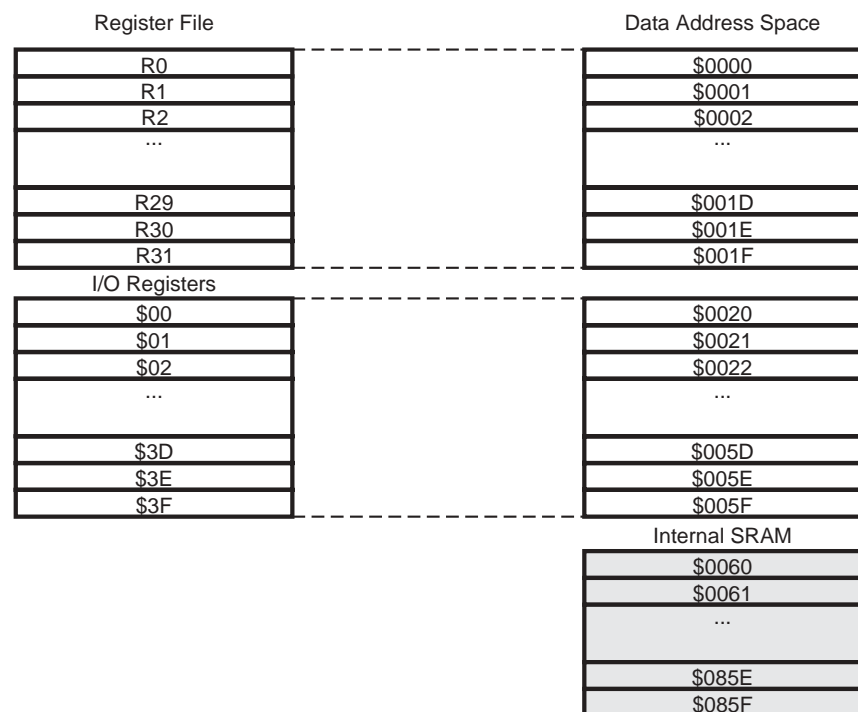 Register File
Data Address Space
R0
$0000
R1
$0001
R2
$0002
...
...
R29
$001D
R30
$001E
R31
$001F
I/O Registers
$00
$0020
$01
$0021
$02
$0022
...
...
$3D
$005D
$3E
$005E
$3F
$005F
Internal SRAM
$0060
$0061
...
$085E
$085F